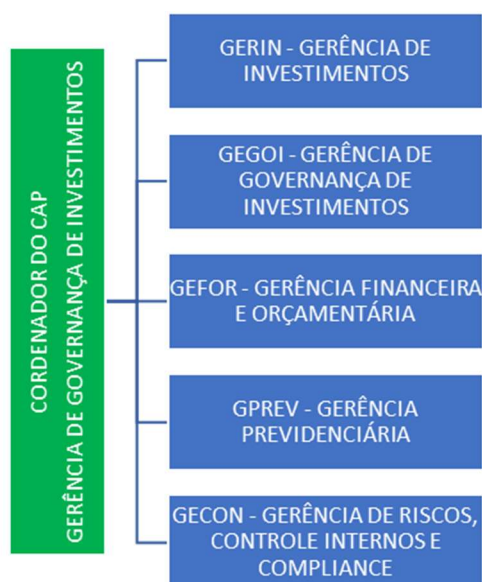 CORDENADOR DO CAP
GERÊNCIA DE GOVERNANÇA DE INVESTIMENTOS
GERIN - GERÊNCIA DE
INVESTIMENTOS
GEGOI - GERÊNCIA DE
GOVERNANÇA DE
INVESTIMENTOS
GEFOR - GERÊNCIA FINANCEIRA
E ORÇAMENTÁRIA
GPREV - GERÊNCIA
PREVIDENCIÁRIA
GECON - GERÊNCIA DE RISCOS,
CONTROLE INTERNOS E
COMPLIANCE